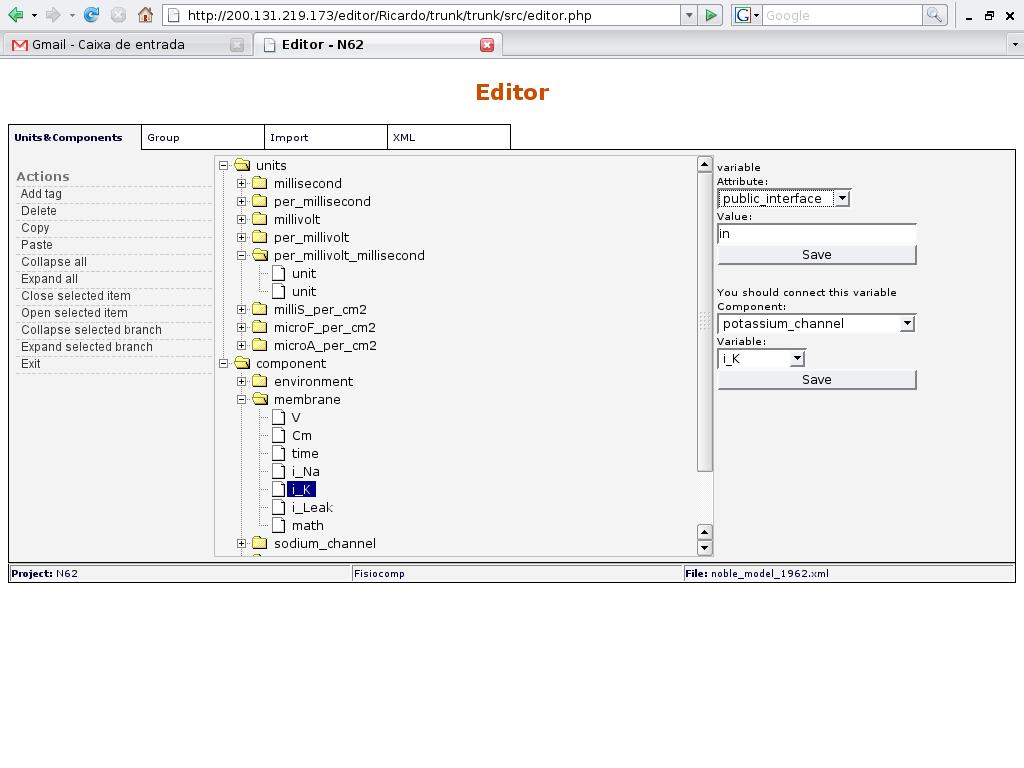 http://200.131.219.173/editor/Ricardo/trunk/trunk/src/editor.php
G
Google
Gmail - Caixa de entrada
Editor - N62
Editor
Units&Components
Group
Import
XML
Actions
Add tag
Delete
Copy
Paste
Collapse all
Expand all
Close selected item
Open selected item
Collapse selected branch
Expand selected branch
Exit
units
millisecond
per_millisecond
millivolt
per_millivolt
per_millivolt_millisecond
unit
unit
milliS_per_cm2
microF_per_cm2
microA_per_cm2
component
environment
membrane
V
Cm
time
i_Na
i_K
i_Leak
math
sodium_channel
variable
Attribute:
public_interface
Value:
in
Save
You should connect this variable
Component:
potassium_channel
Variable:
i_K
Save
Project: N62
Fisiocomp
File: noble_model_1962.xml